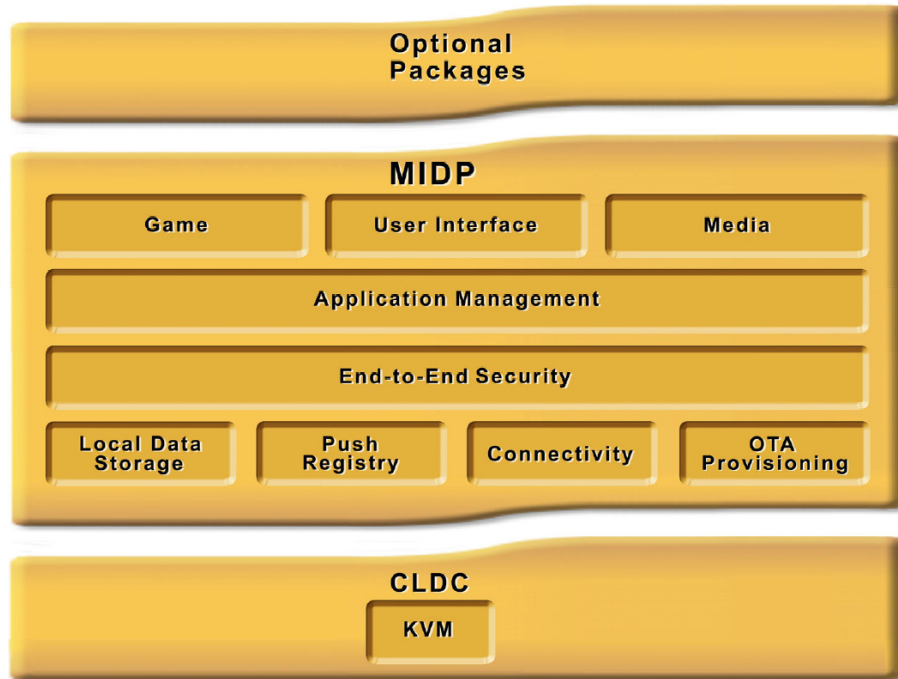 Optional
Packages
MIDP
Game
User Interface
Media
Application Management
End-to-End Security
Local Data
Storage
Push
Registry
Connectivity
OTA
Provisioning
CLDC
KVM